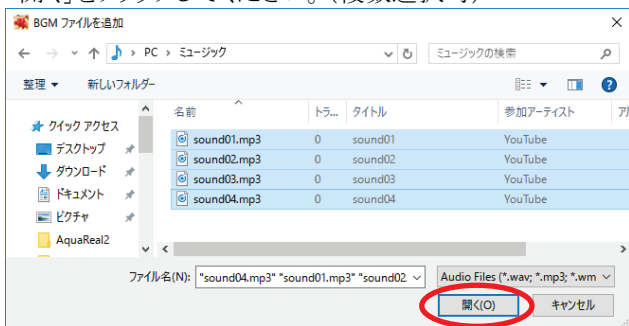 BGM ファイルを追加
PC › ミュージック
ミュージックの検索
整理 新しいフォルダー
名前 トラ... タイトル 参加アーティスト
クイック アクセス
sound01.mp3 0 sound01 YouTube
デスクトップ
sound02.mp3 0 sound02 YouTube
ダウンロード
sound03.mp3 0 sound03 YouTube
ドキュメント
sound04.mp3 0 sound04 YouTube
ピクチャ
AquaReal2
ファイル名(N): "sound04.mp3" "sound01.mp3" "sound02 Audio Files (*.wav; *.mp3; *.wm
開く(O) キャンセル